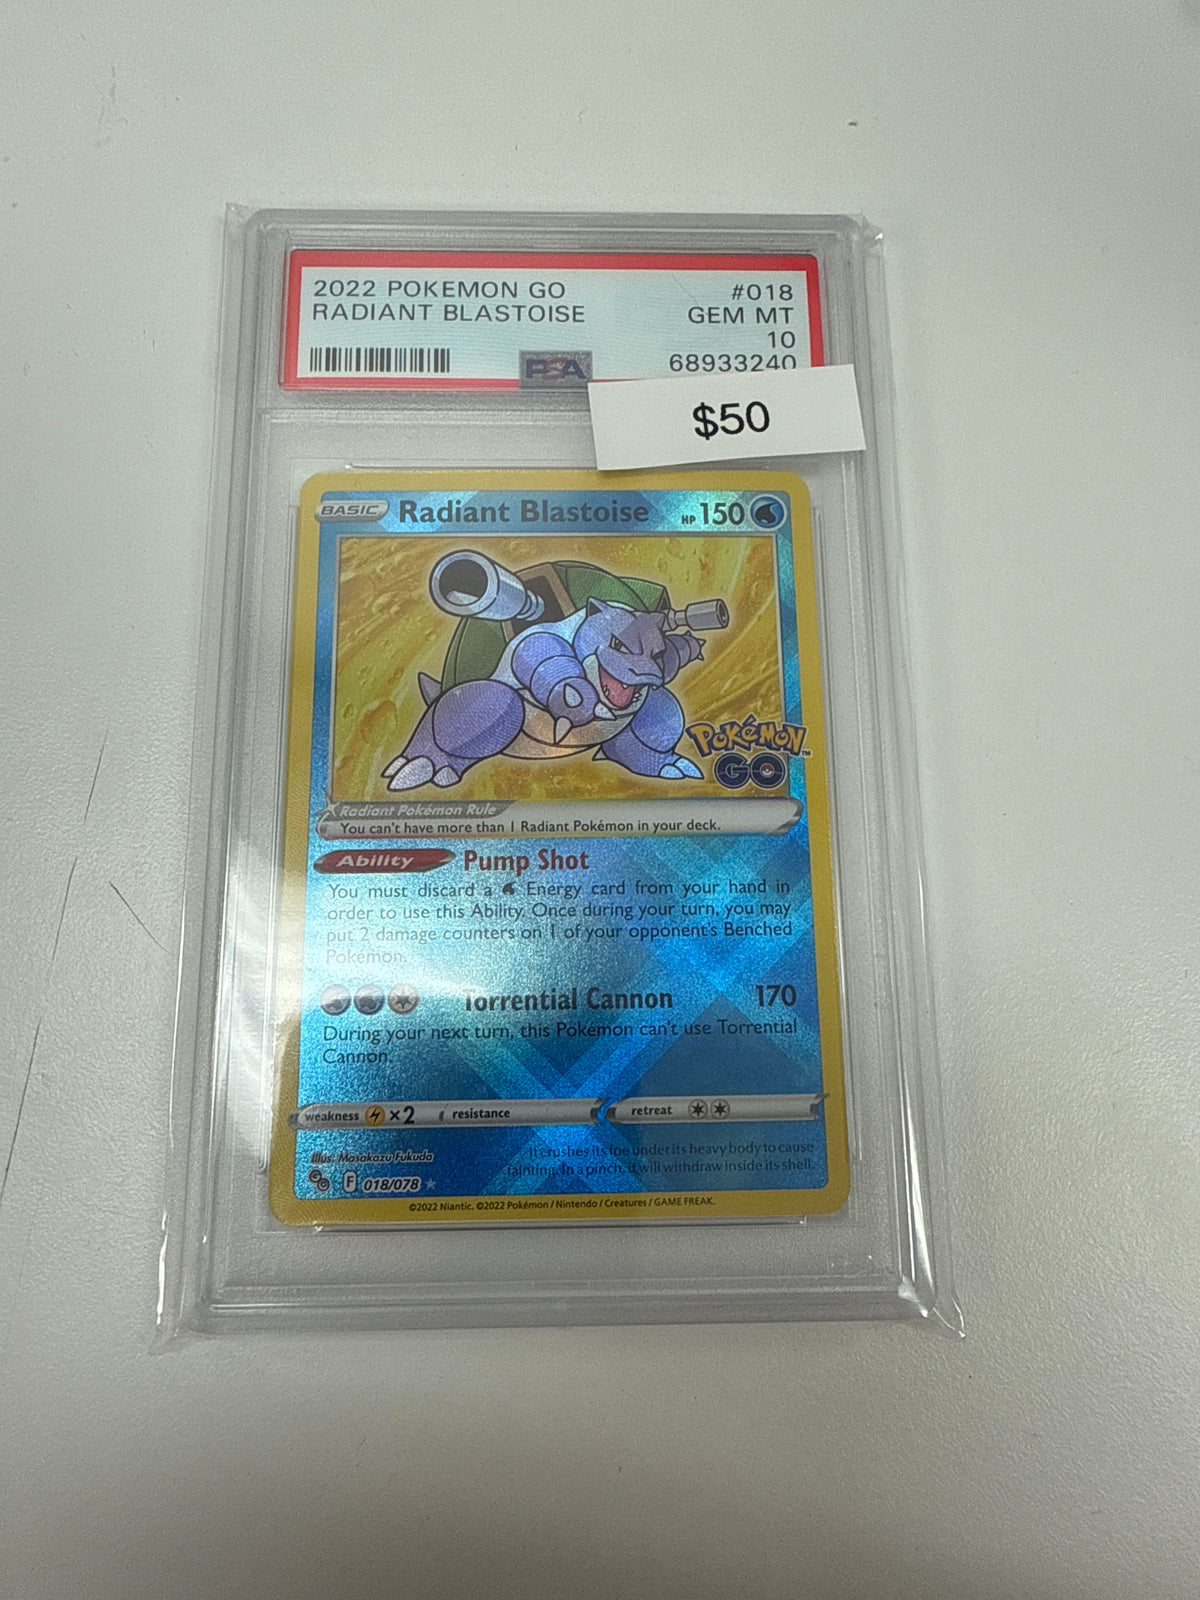 2022 POKEMON GO #018
RADIANT BLASTOISE GEM MT
10
PSA 68933240
$50
BASIC Radiant Blastoise HP 150
POKéMON ™
GO
Radiant Pokémon Rule
You can't have more than 1 Radiant Pokémon in your deck.
Ability Pump Shot
You must discard a Energy card from your hand in
order to use this Ability. Once during your turn, you may
put 2 damage counters on 1 of your opponent's Benched
Pokémon.
Torrential Cannon 170
During your next turn, this Pokémon can't use Torrential
Cannon.
weakness ×2 resistance retreat
Illus. Masakazu Fukuda
It crushes its foe under its heavy body to cause
fainting. In a pinch, it will withdraw inside its shell.
F 018/078
©2022 Niantic. ©2022 Pokémon / Nintendo / Creatures / GAME FREAK.